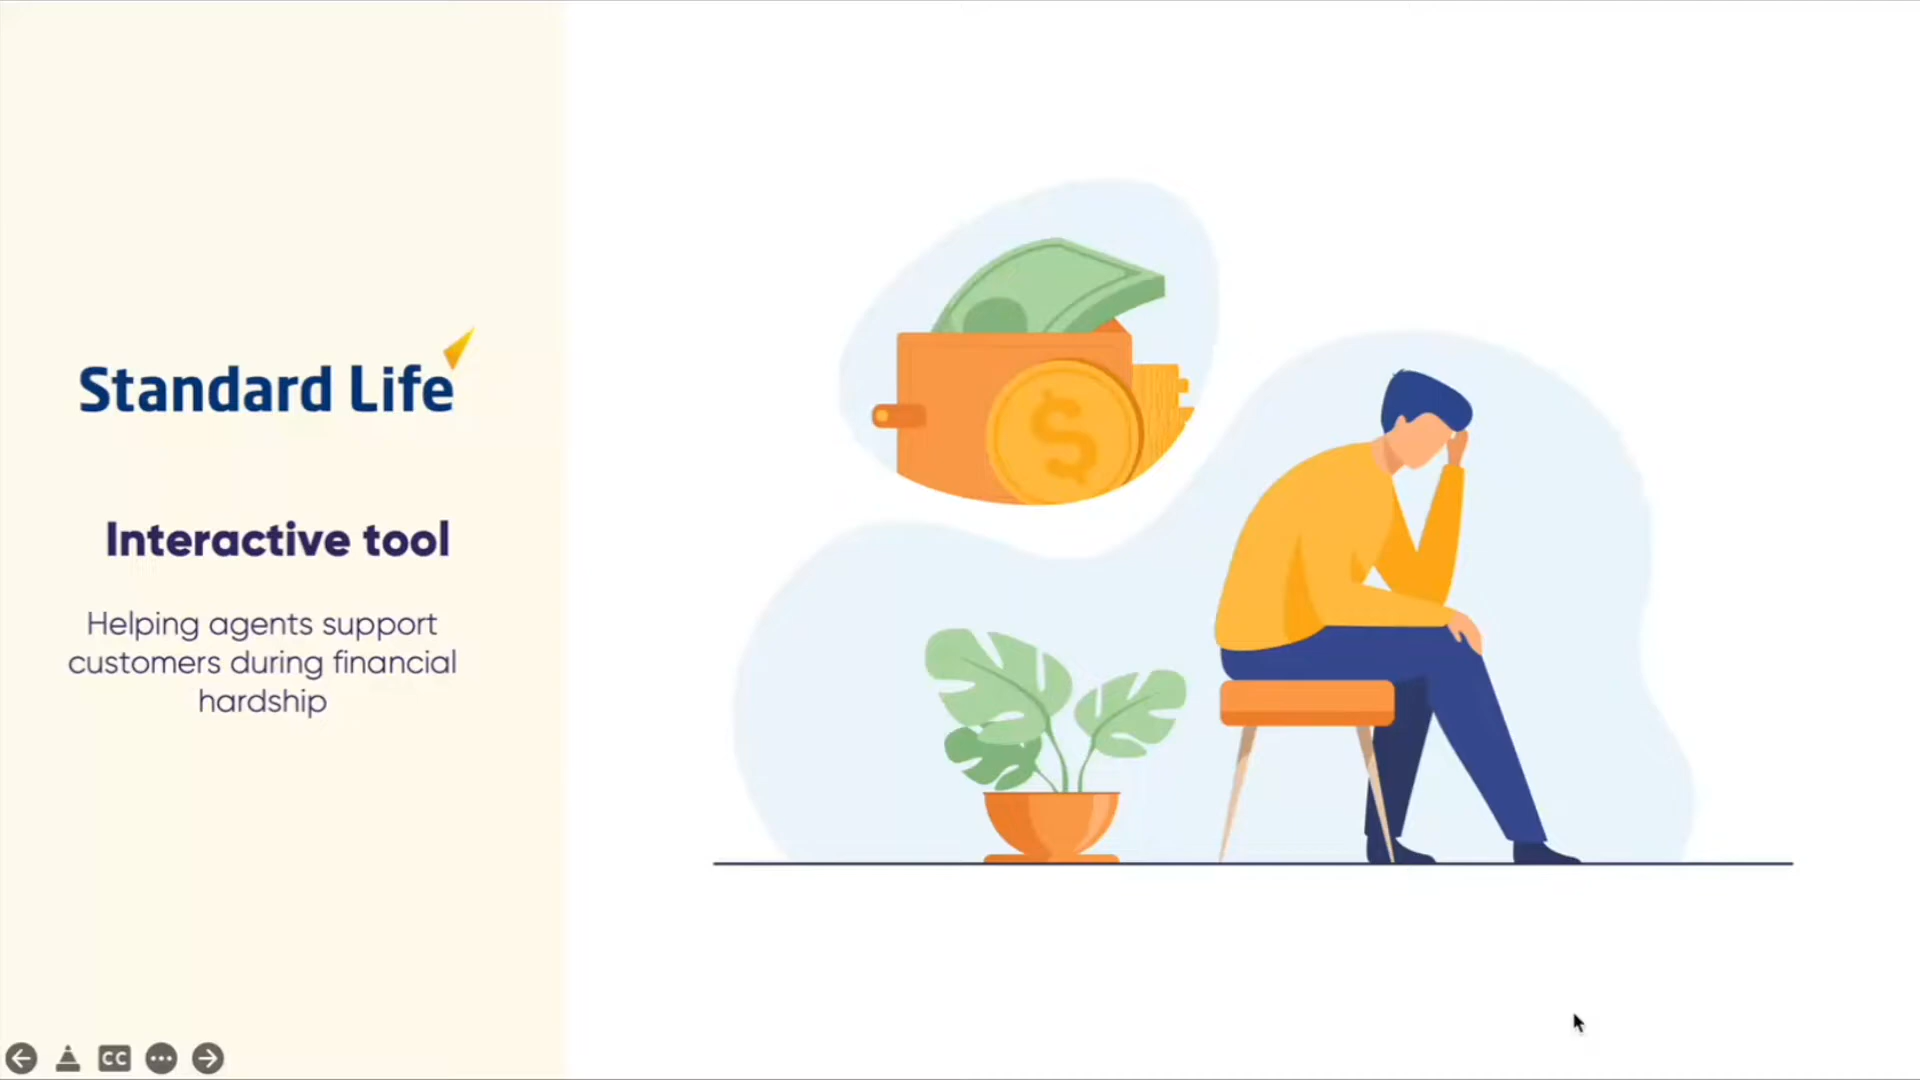 Standard Life
Interactive tool
Helping agents support
customers during financial
hardship
$
CC